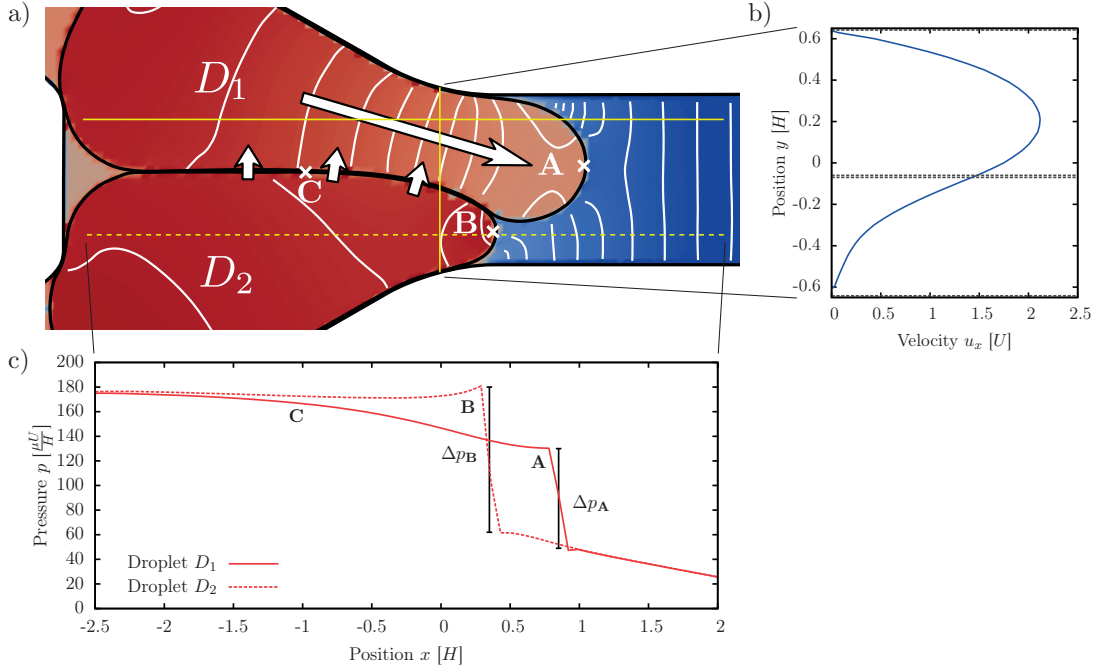 a)
D₁
A
C
B
D₂
b)
0.6
0.4
0.2
0
-0.2
-0.4
-0.6
Position y [H]
0 0.5 1 1.5 2 2.5
Velocity uₓ [U]
c)
200
180
160
140
120
100
80
60
40
20
0
Pressure p [μU/H]
C
B
A
Δp_B
Δp_A
Droplet D₁
Droplet D₂
-2.5 -2 -1.5 -1 -0.5 0 0.5 1 1.5 2
Position x [H]